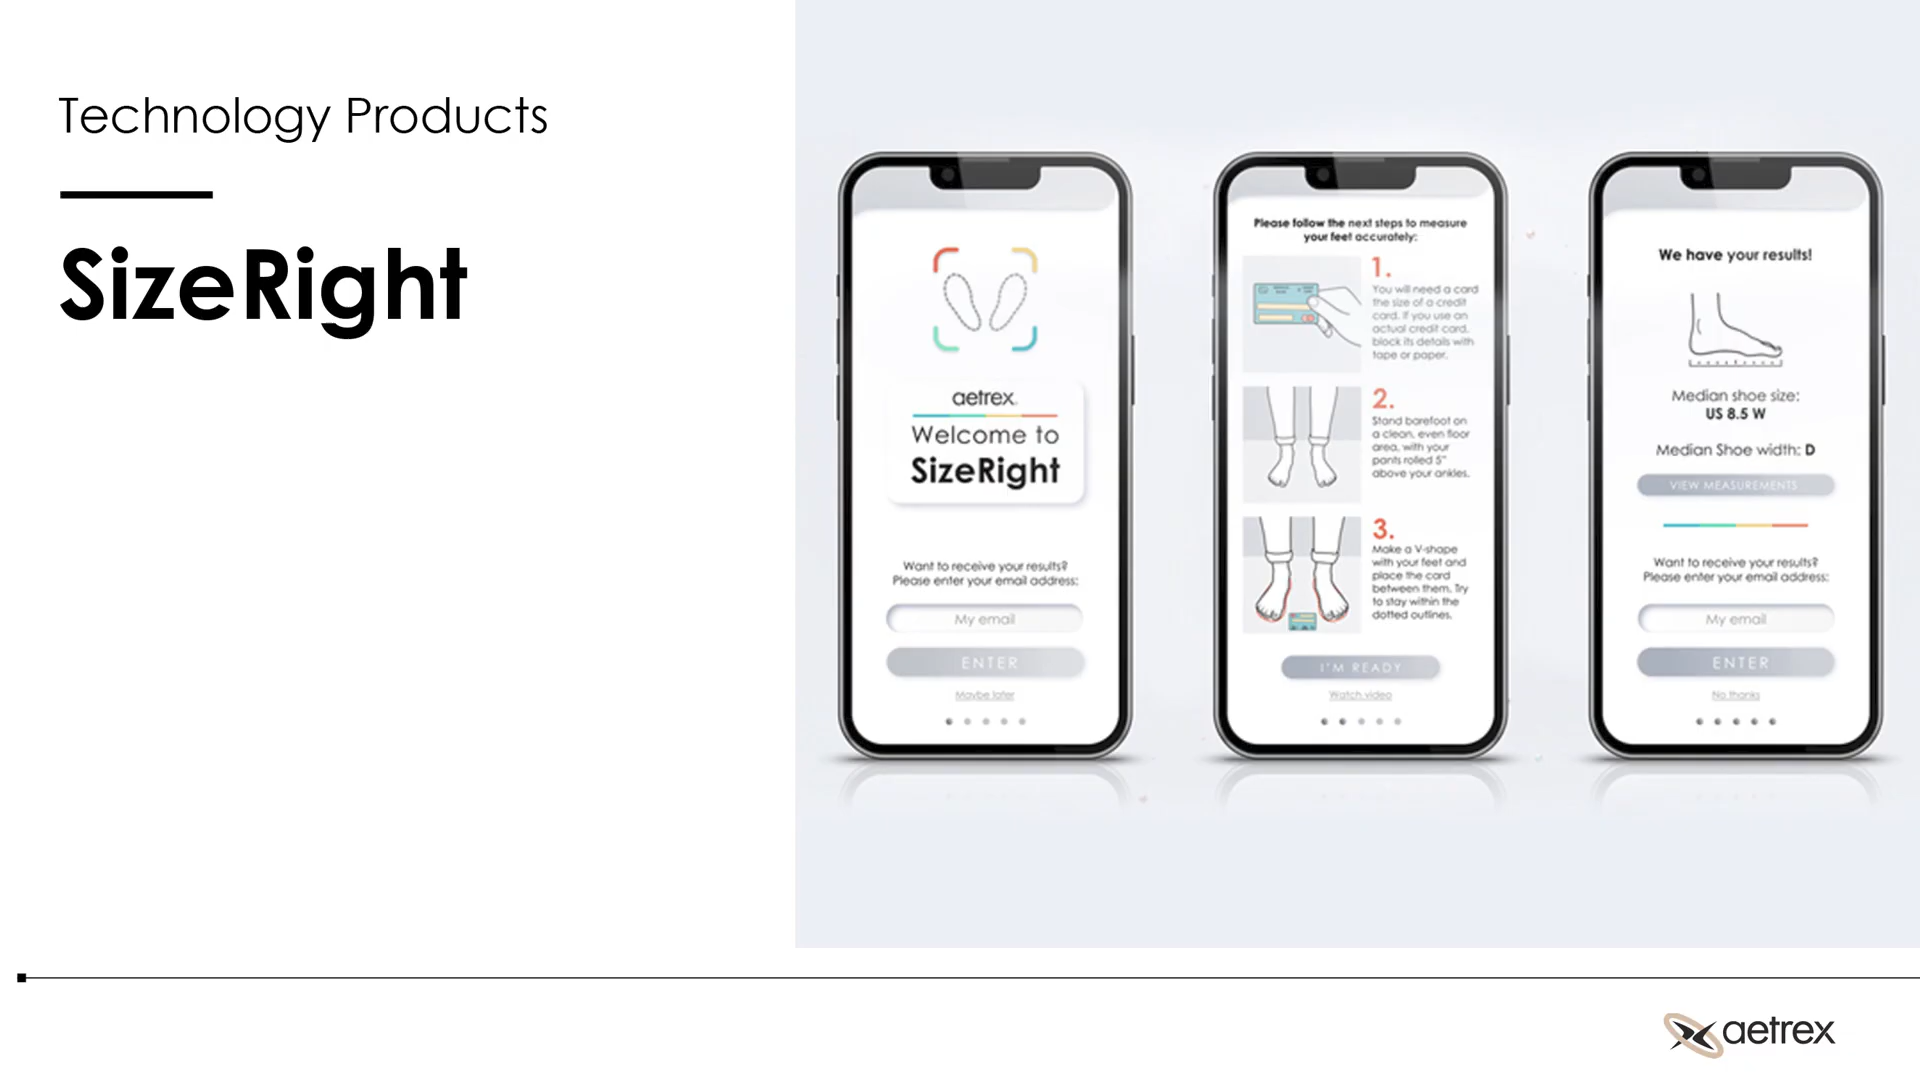 Technology Products
SizeRight
aetrex
Welcome to
SizeRight
Want to receive your results?
Please enter your email address:
My email
ENTER
Maybe later
Please follow the next steps to measure
your feet accurately:
1.
You will need a card
the size of a credit
card. If you use an
actual credit card,
block its details with
tape or paper.
2.
Stand barefoot on
a clean, even floor
area, with your
pants rolled 5"
above your ankles.
3.
Make a V-shape
with your feet and
place the card
between them. Try
to stay within the
dotted outlines.
I'M READY
Watch video
We have your results!
Median shoe size:
US 8.5 W
Median Shoe width: D
VIEW MEASUREMENTS
Want to receive your results?
Please enter your email address:
My email
ENTER
No thanks
aetrex